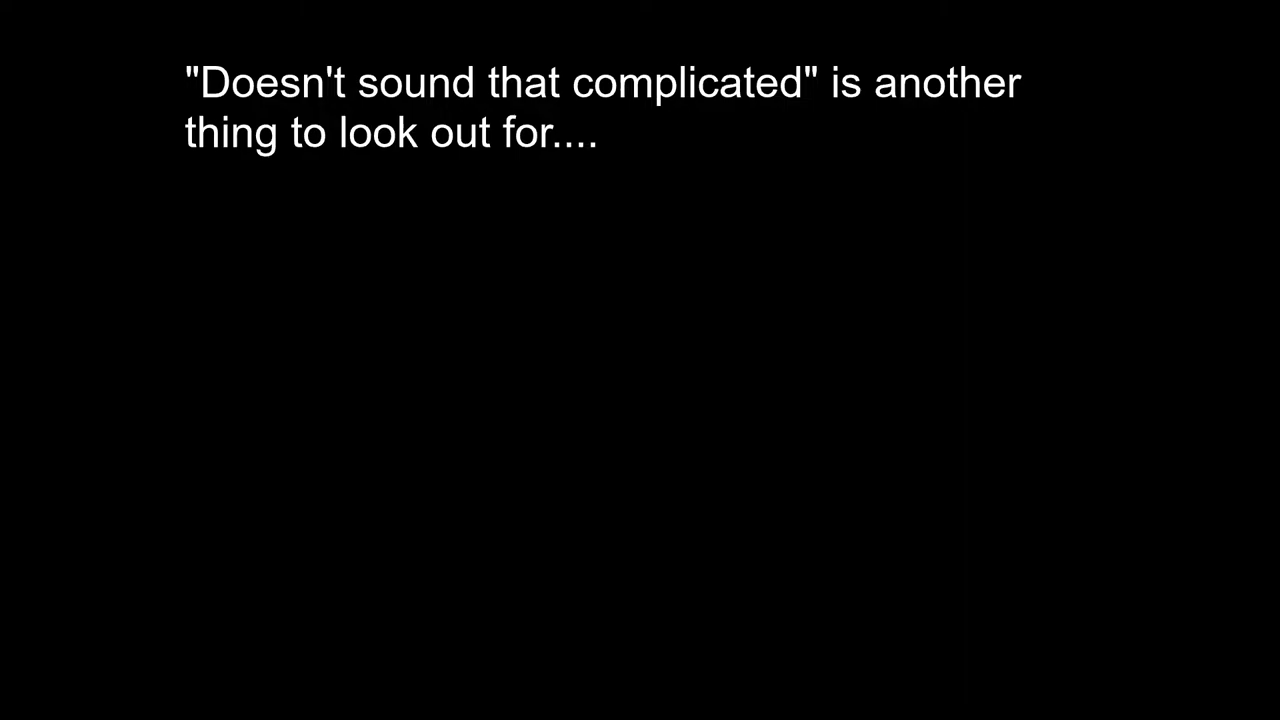 "Doesn't sound that complicated" is another
thing to look out for....